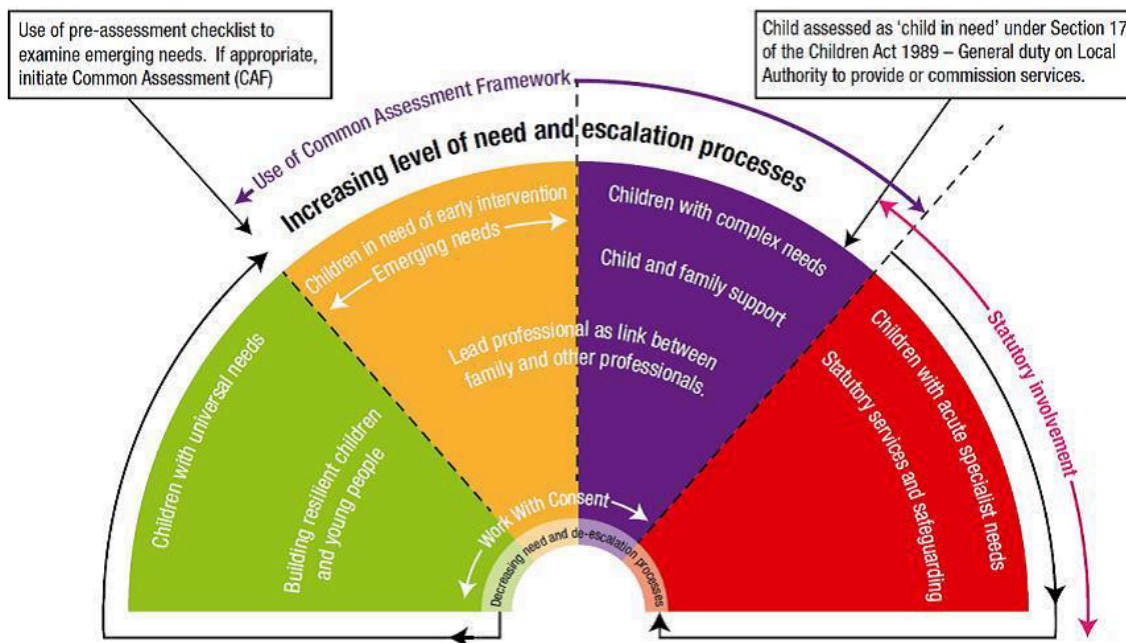 Use of pre-assessment checklist to
examine emerging needs.  If appropriate,
initiate Common Assessment (CAF)
Child assessed as ‘child in need’ under Section 17
of the Children Act 1989 – General duty on Local
Authority to provide or commission services.
Use of Common Assessment Framework
Increasing level of need and escalation processes
Children with universal needs
Building resilient children
and young people
Children in need of early intervention
Emerging needs
Children with complex needs
Child and family support
Lead professional as link between
family and other professionals.
Children with acute specialist needs
Statutory services and safeguarding
Statutory involvement
Work With Consent
Decreasing need and de-escalation processes